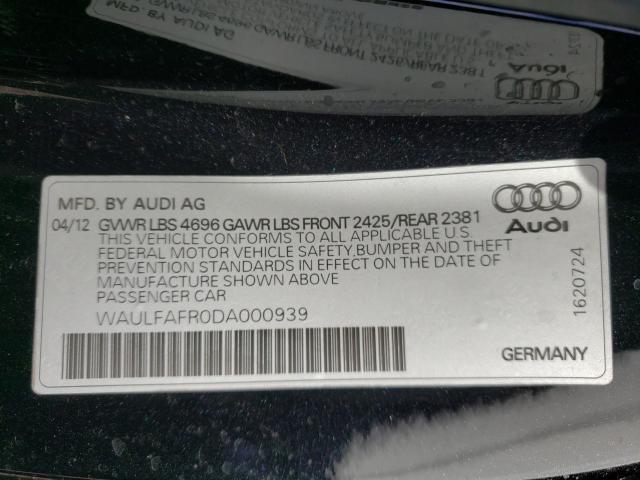 MFD. BY AUDI AG
04/12 GVWR LBS 4696 GAWR LBS FRONT 2425/REAR 2381
THIS VEHICLE CONFORMS TO ALL APPLICABLE U.S.
FEDERAL MOTOR VEHICLE SAFETY,BUMPER AND THEFT
PREVENTION STANDARDS IN EFFECT ON THE DATE OF
MANUFACTURE SHOWN ABOVE
PASSENGER CAR
WAULFAFR0DA000939
Audi
1620724
GERMANY